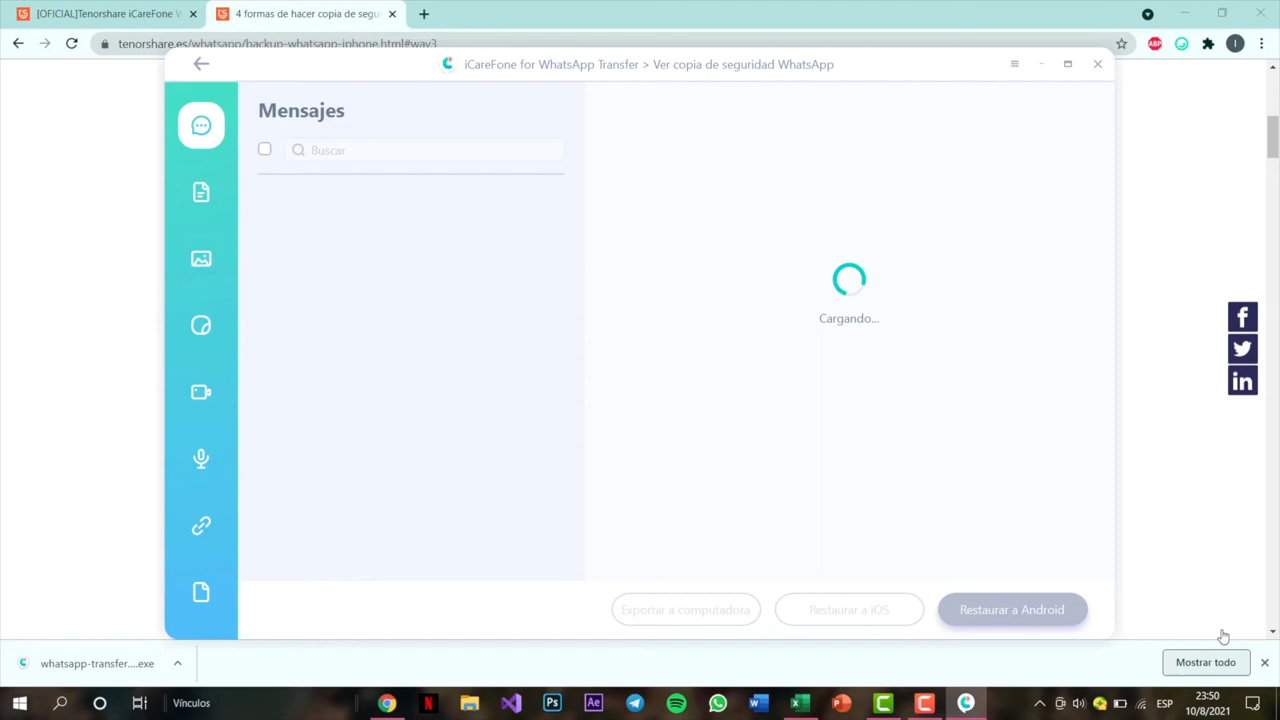 [OFICIAL]Tenorshare iCareFone W
4 formas de hacer copia de segu
tenorshare.es/whatsapp/backup-whatsapp-iphone.html#way3
ABP
I
iCareFone for WhatsApp Transfer > Ver copia de seguridad WhatsApp
Mensajes
Buscar
Cargando...
Exportar a computadora
Restaurar a iOS
Restaurar a Android
whatsapp-transfer....exe
Mostrar todo
Vínculos
ESP
23:50
10/8/2021